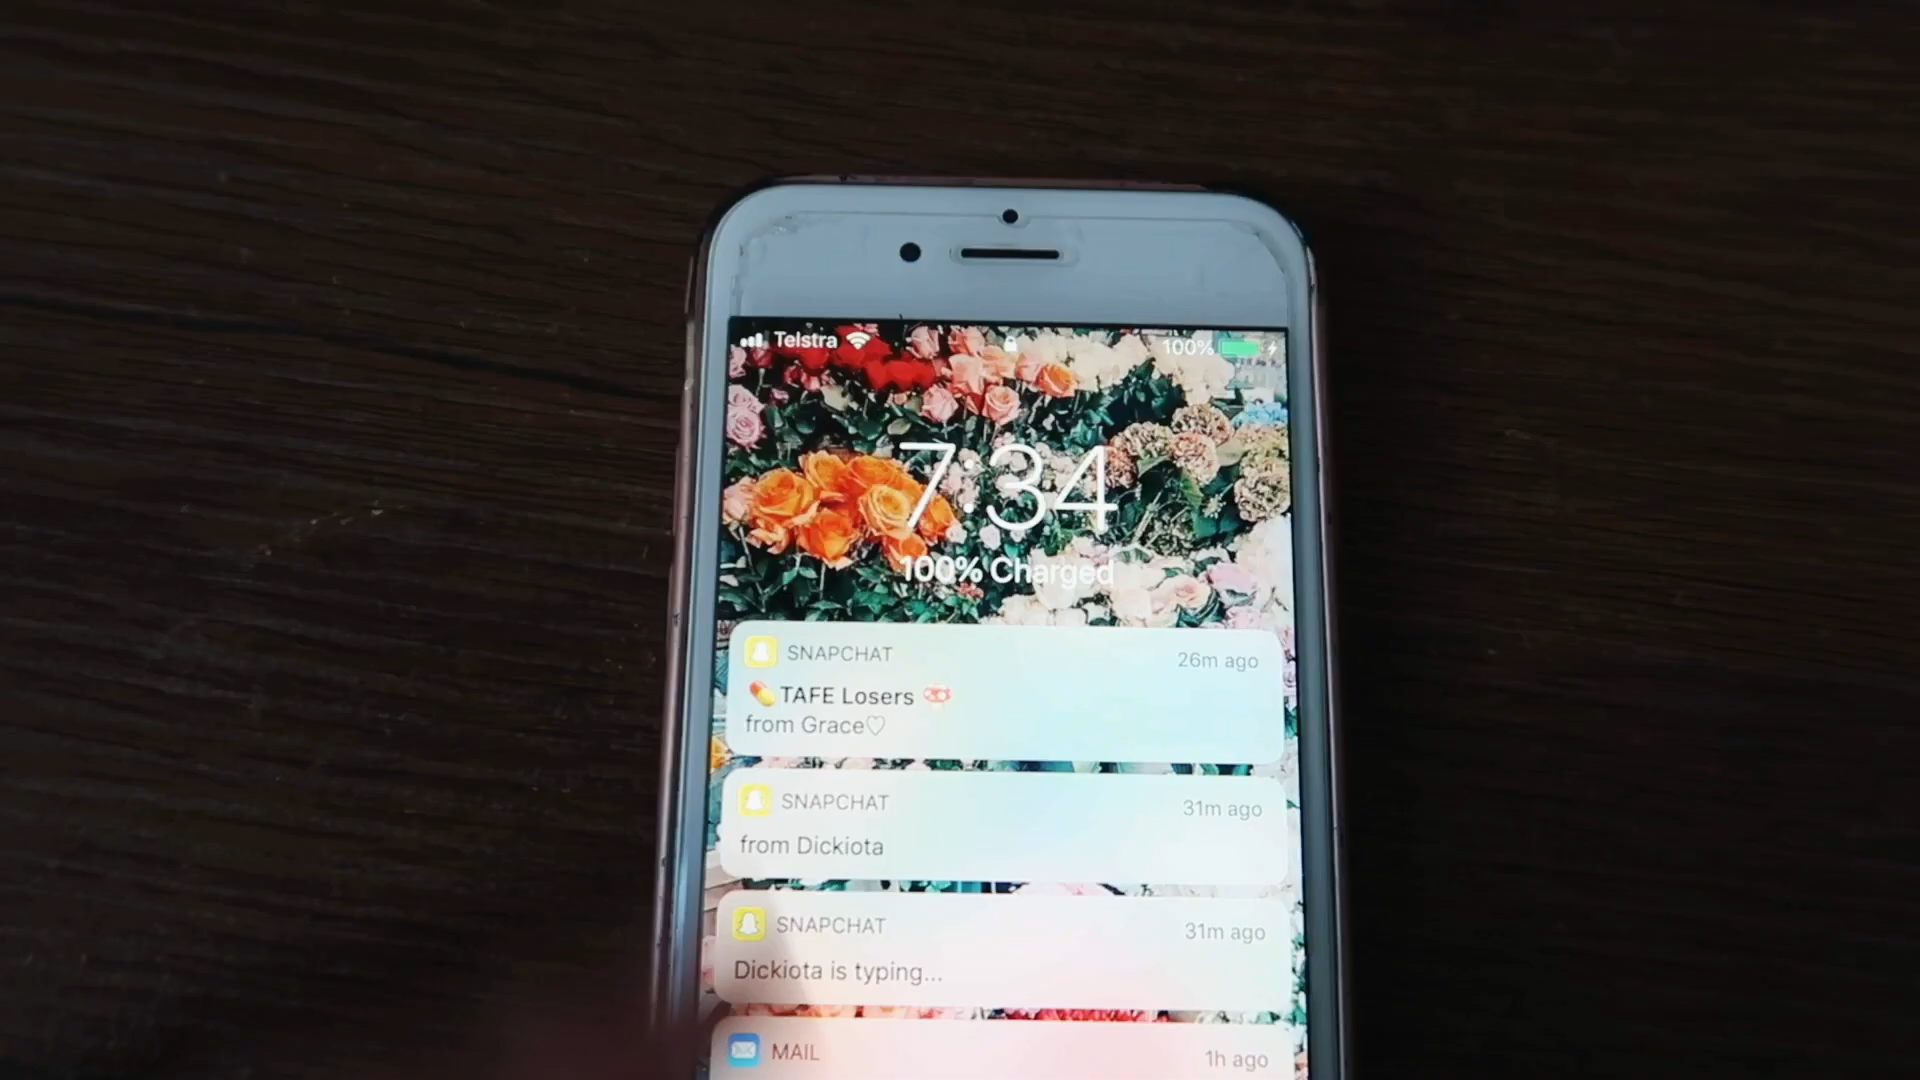 Telstra 100%
7:34
100% Charged
SNAPCHAT 26m ago
💊TAFE Losers 🍄
from Grace♡
SNAPCHAT 31m ago
from Dickiota
SNAPCHAT 31m ago
Dickiota is typing...
MAIL 1h ago